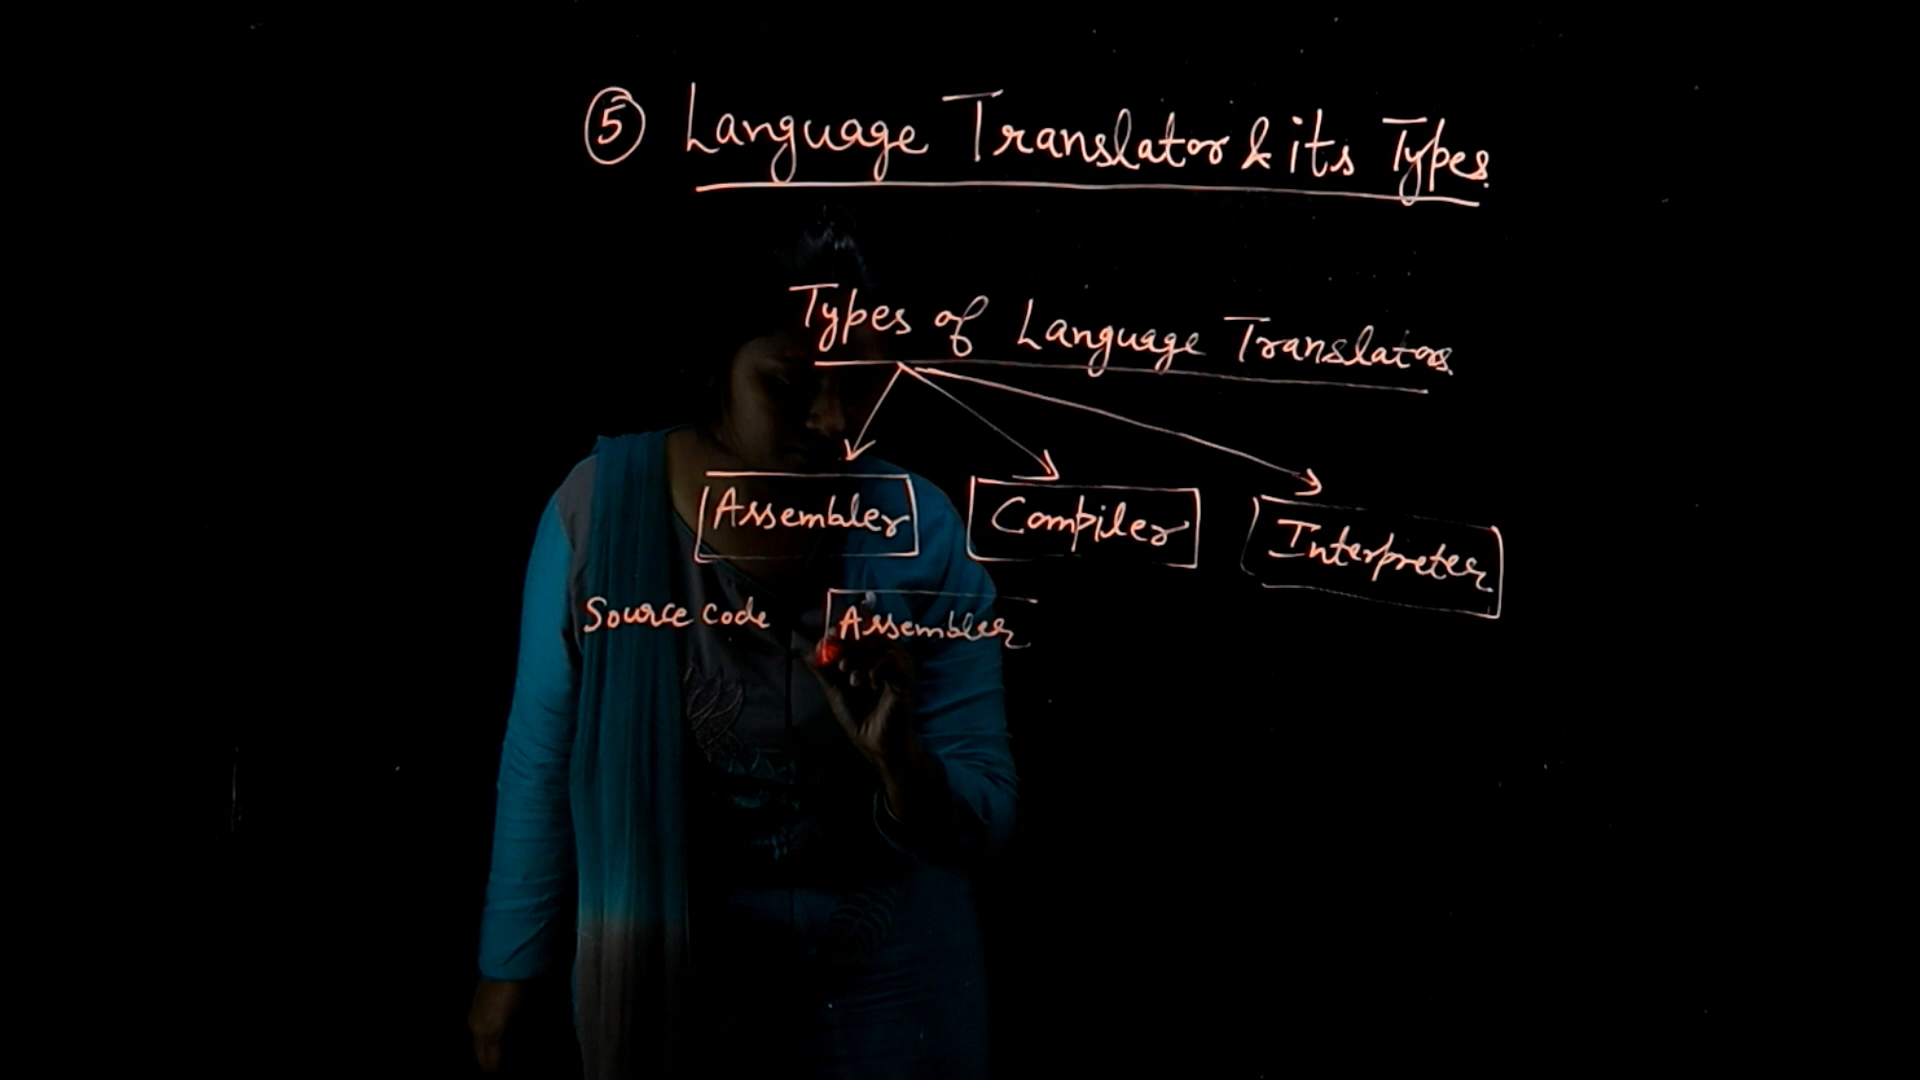 5 Language Translator & its Types.
Types of Language Translators.
Assembler Compiler Interpreter
Source code Assembler